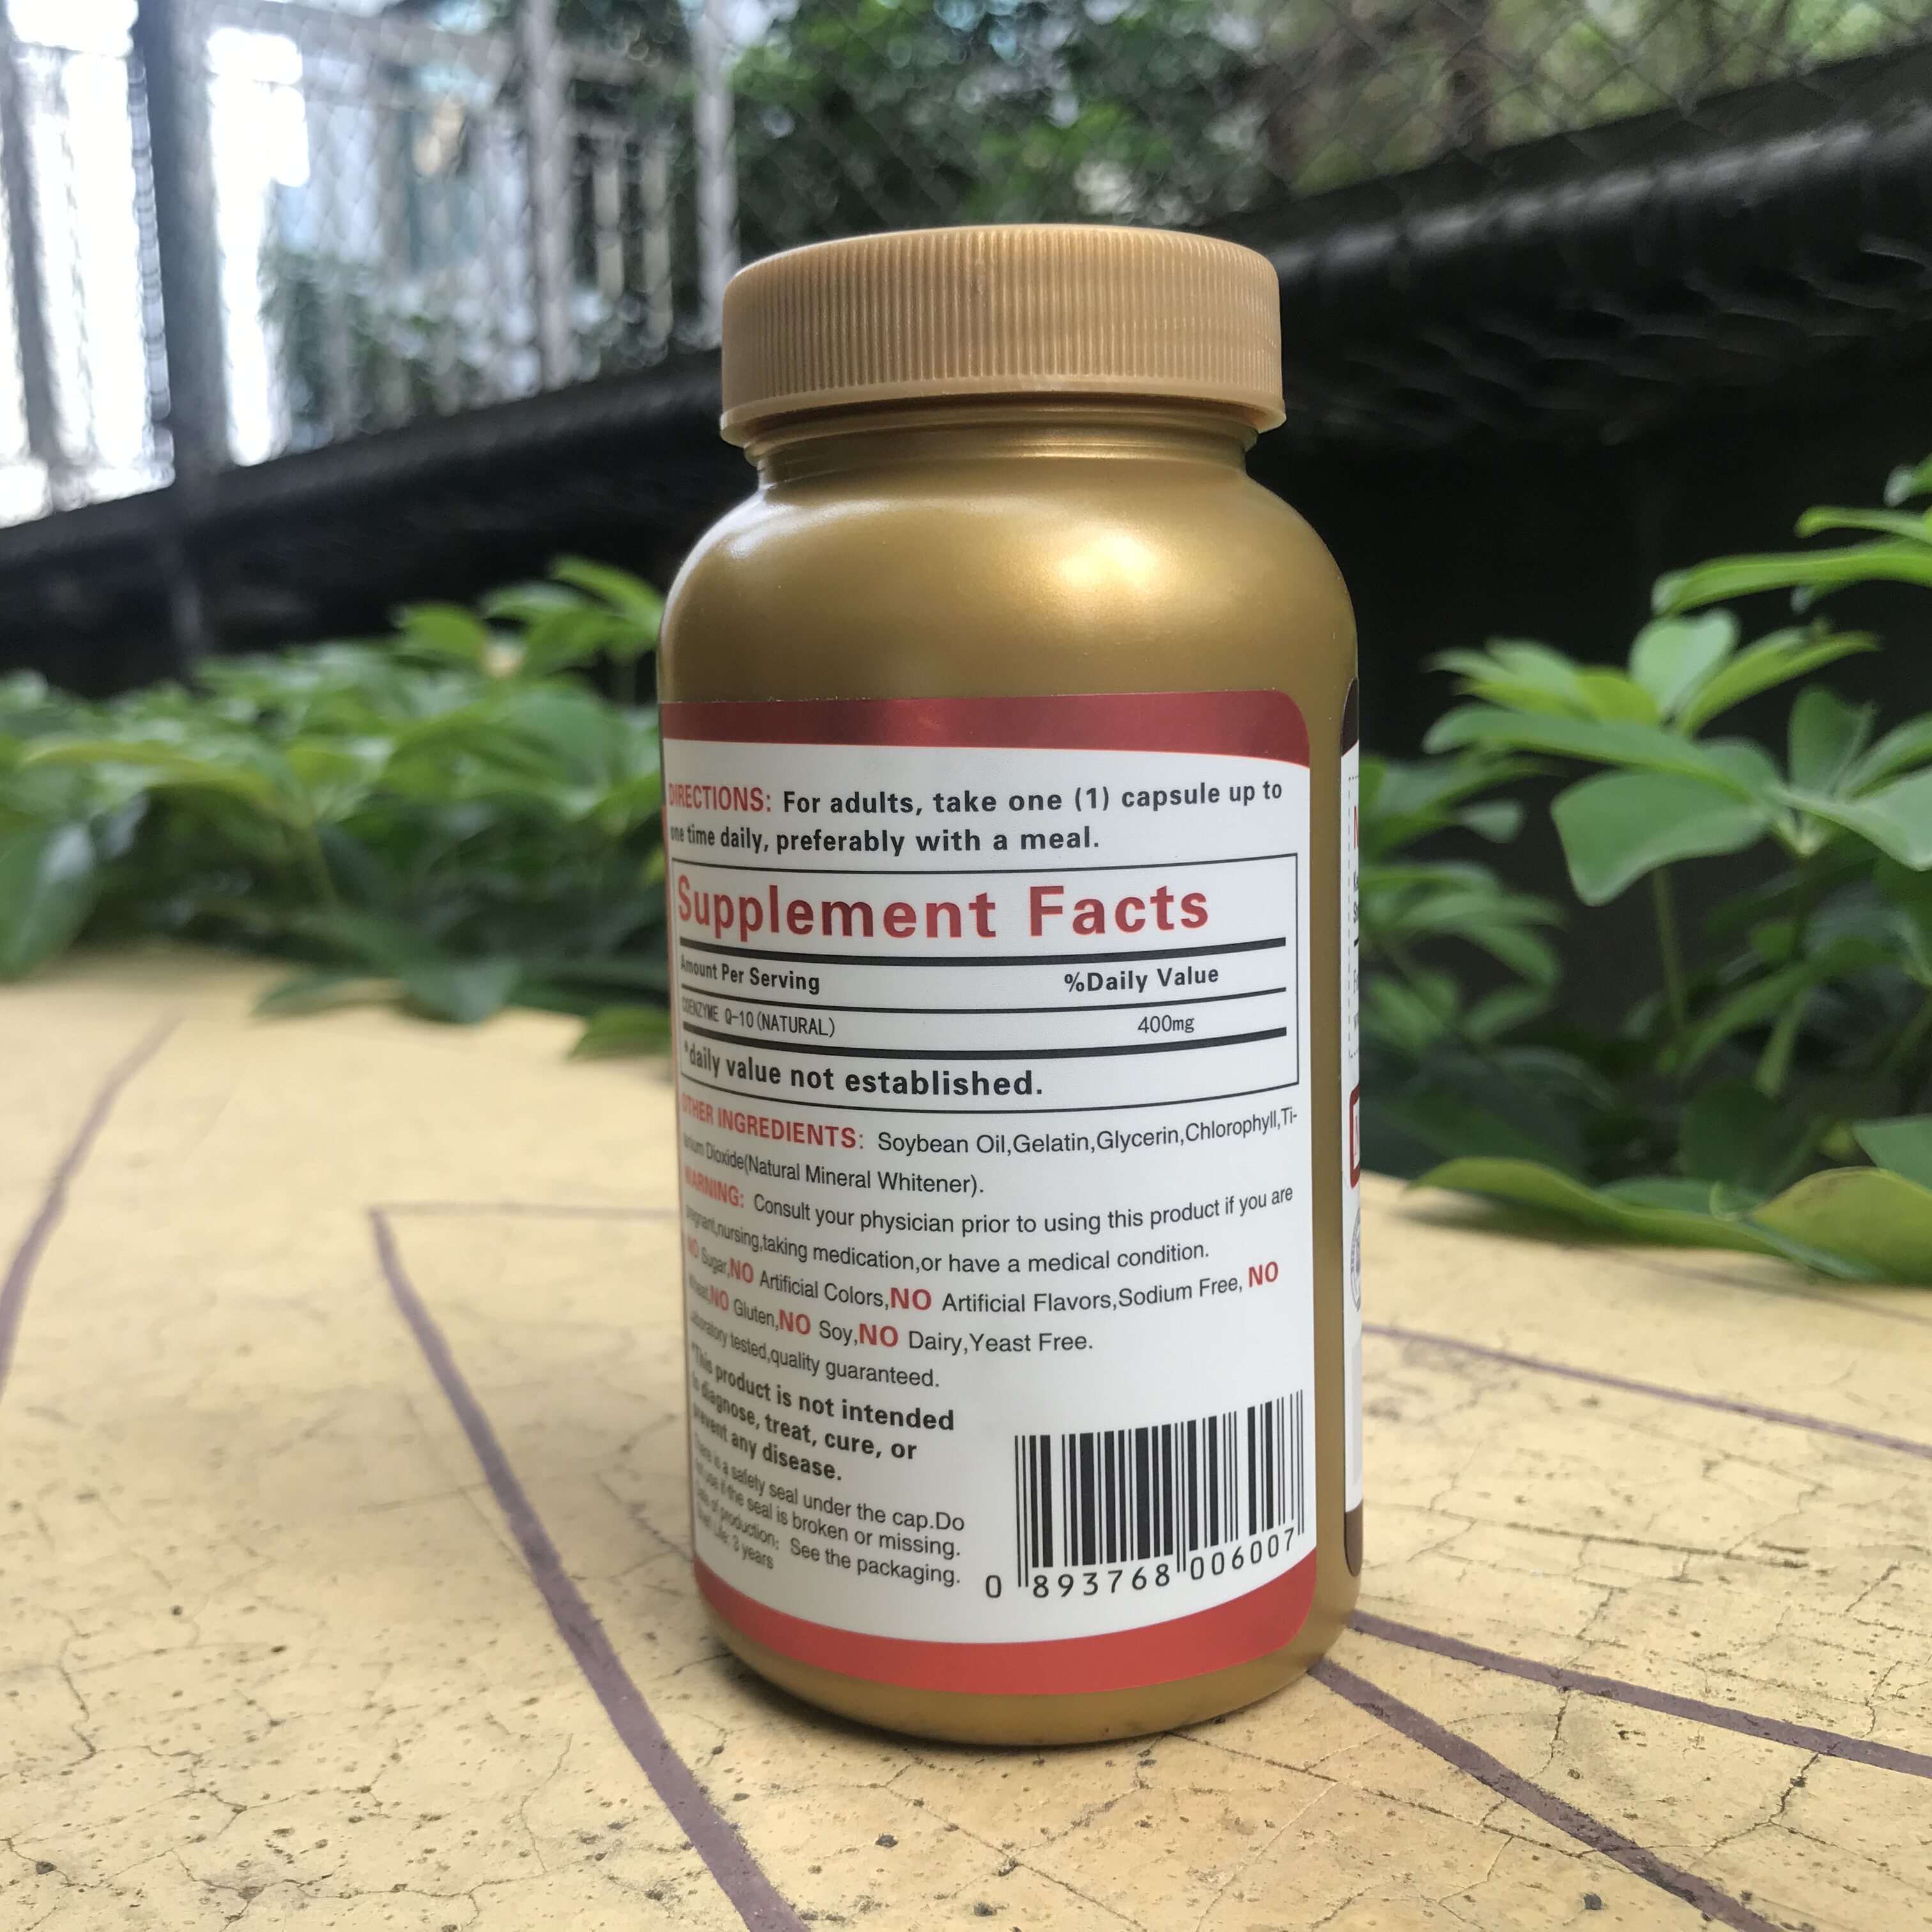 DIRECTIONS: For adults, take one (1) capsule up to
one time daily, preferably with a meal.
Supplement Facts
Amount Per Serving %Daily Value
COENZYME Q-10(NATURAL) 400mg
*daily value not established.
OTHER INGREDIENTS: Soybean Oil,Gelatin,Glycerin,Chlorophyll,Ti-
tanium Dioxide(Natural Mineral Whitener).
WARNING: Consult your physician prior to using this product if you are
pregnant,nursing,taking medication,or have a medical condition.
NO Sugar,NO Artificial Colors,NO Artificial Flavors,Sodium Free, NO
Wheat,NO Gluten,NO Soy,NO Dairy,Yeast Free.
Laboratory tested,quality guaranteed.
*This product is not intended
to diagnose, treat, cure, or
prevent any disease.
There is a safety seal under the cap.Do
not use if the seal is broken or missing.
Date of production: See the packaging.
Shelf Life: 3 years
0 893768 006007